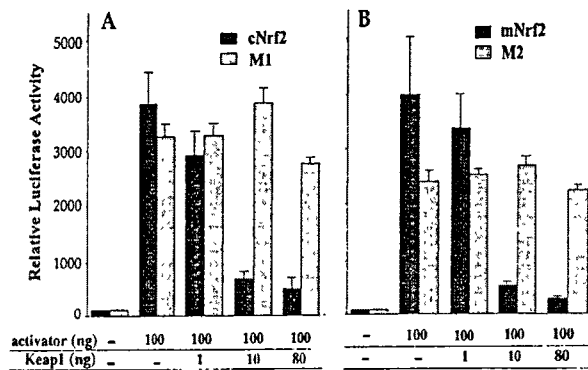 A
cNrf2
M1
B
mNrf2
M2
Relative Luciferase Activity
5000
4000
3000
2000
1000
0
activator (ng) – 100 100 100 100 – 100 100 100 100
Keap1 (ng) – – 1 10 80 – – 1 10 80